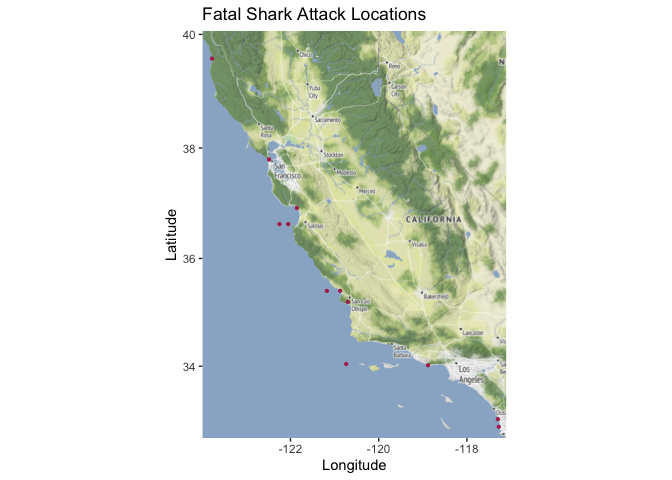 Fatal Shark Attack Locations
40
Chico
Reno
N
Yuba
City
Carson
City
Sacramento
Santa
Rosa
38
Stockton
San
Francisco
Modesto
Merced
CALIFORNIA
Salinas
Visalia
36
Latitude
San Luis
Obispo
Bakersfield
Lancaster
Santa
Barbara
34
Los
Angeles
-122
-120
-118
Longitude